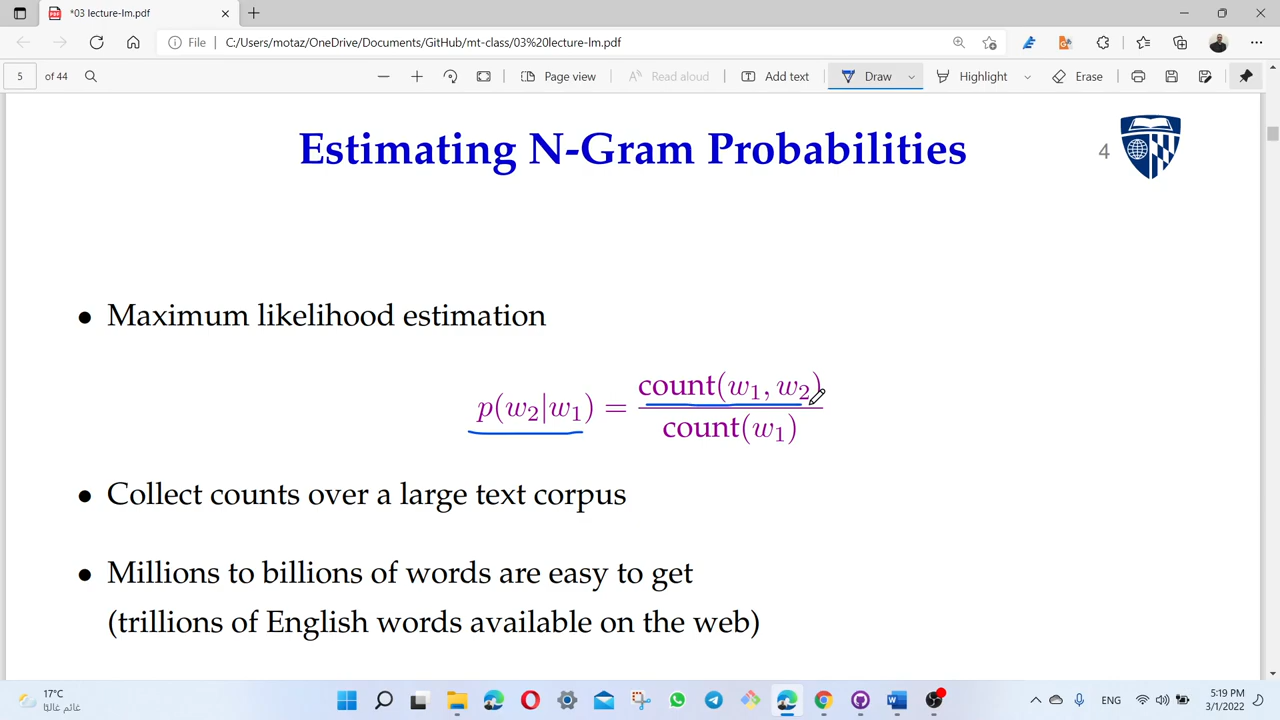 *03 lecture-lm.pdf
File C:/Users/motaz/OneDrive/Documents/GitHub/mt-class/03%20lecture-lm.pdf
5 of 44 Page view Read aloud Add text Draw Highlight Erase
Estimating N-Gram Probabilities
4
• Maximum likelihood estimation
p(w₂|w₁) = count(w₁, w₂) / count(w₁)
• Collect counts over a large text corpus
• Millions to billions of words are easy to get
(trillions of English words available on the web)
17°C
غائم غالبًا
ENG
5:19 PM
3/1/2022